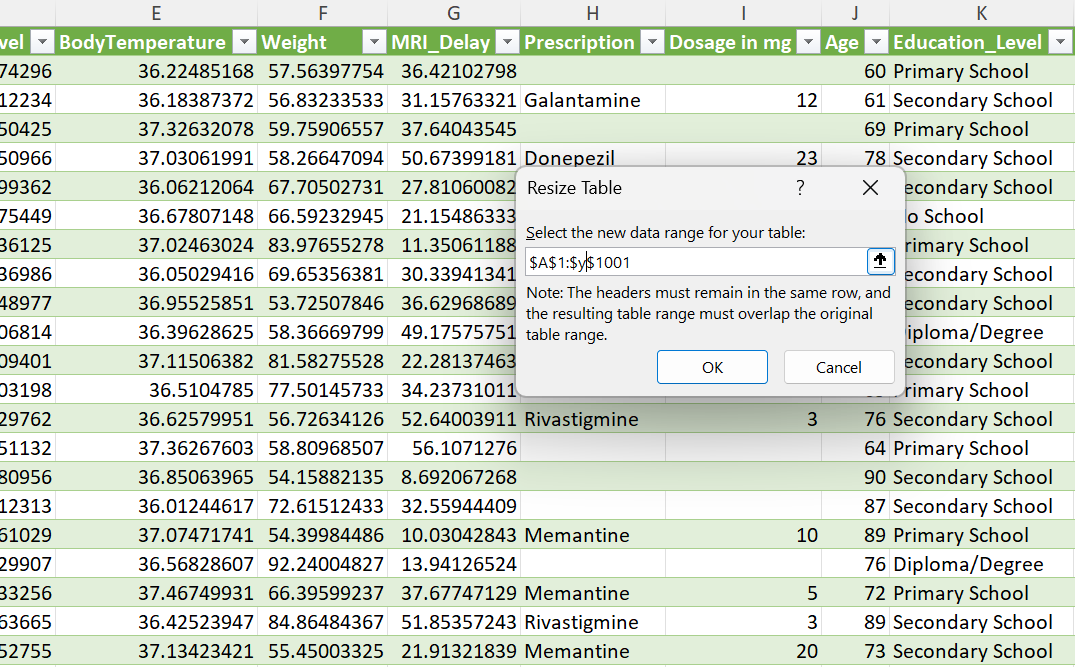 E F G H I J K
vel BodyTemperature Weight MRI_Delay Prescription Dosage in mg Age Education_Level
74296 36.22485168 57.56397754 36.42102798 60 Primary School
12234 36.18387372 56.83233533 31.15763321 Galantamine 12 61 Secondary School
50425 37.32632078 59.75906557 37.64043545 69 Primary School
50966 37.03061991 58.26647094 50.67399181 Donepezil 23 78 Secondary School
99362 36.06212064 67.70502731 27.81060082 econdary School
75449 36.67807148 66.59232945 21.15486333 o School
36125 37.02463024 83.97655278 11.35061188 rimary School
36986 36.05029416 69.65356381 30.33941341 econdary School
48977 36.95525851 53.72507846 36.62968689 econdary School
06814 36.39628625 58.36669799 49.17575751 iploma/Degree
09401 37.11506382 81.58275528 22.28137463 econdary School
03198 36.5104785 77.50145733 34.23731011 rimary School
29762 36.62579951 56.72634126 52.64003911 Rivastigmine 3 76 Secondary School
51132 37.36267603 58.80968507 56.1071276 64 Primary School
80956 36.85063965 54.15882135 8.692067268 90 Secondary School
12313 36.01244617 72.61512433 32.55944409 87 Secondary School
61029 37.07471741 54.39984486 10.03042843 Memantine 10 89 Primary School
29907 36.56828607 92.24004827 13.94126524 76 Diploma/Degree
33256 37.46749931 66.39599237 37.67747129 Memantine 5 72 Primary School
63665 36.42523947 84.86484367 51.85357243 Rivastigmine 3 89 Secondary School
52755 37.13423421 55.45003325 21.91321839 Memantine 20 73 Secondary School
Resize Table ?
Select the new data range for your table:
$A$1:$y$1001
Note: The headers must remain in the same row, and
the resulting table range must overlap the original
table range.
OK Cancel